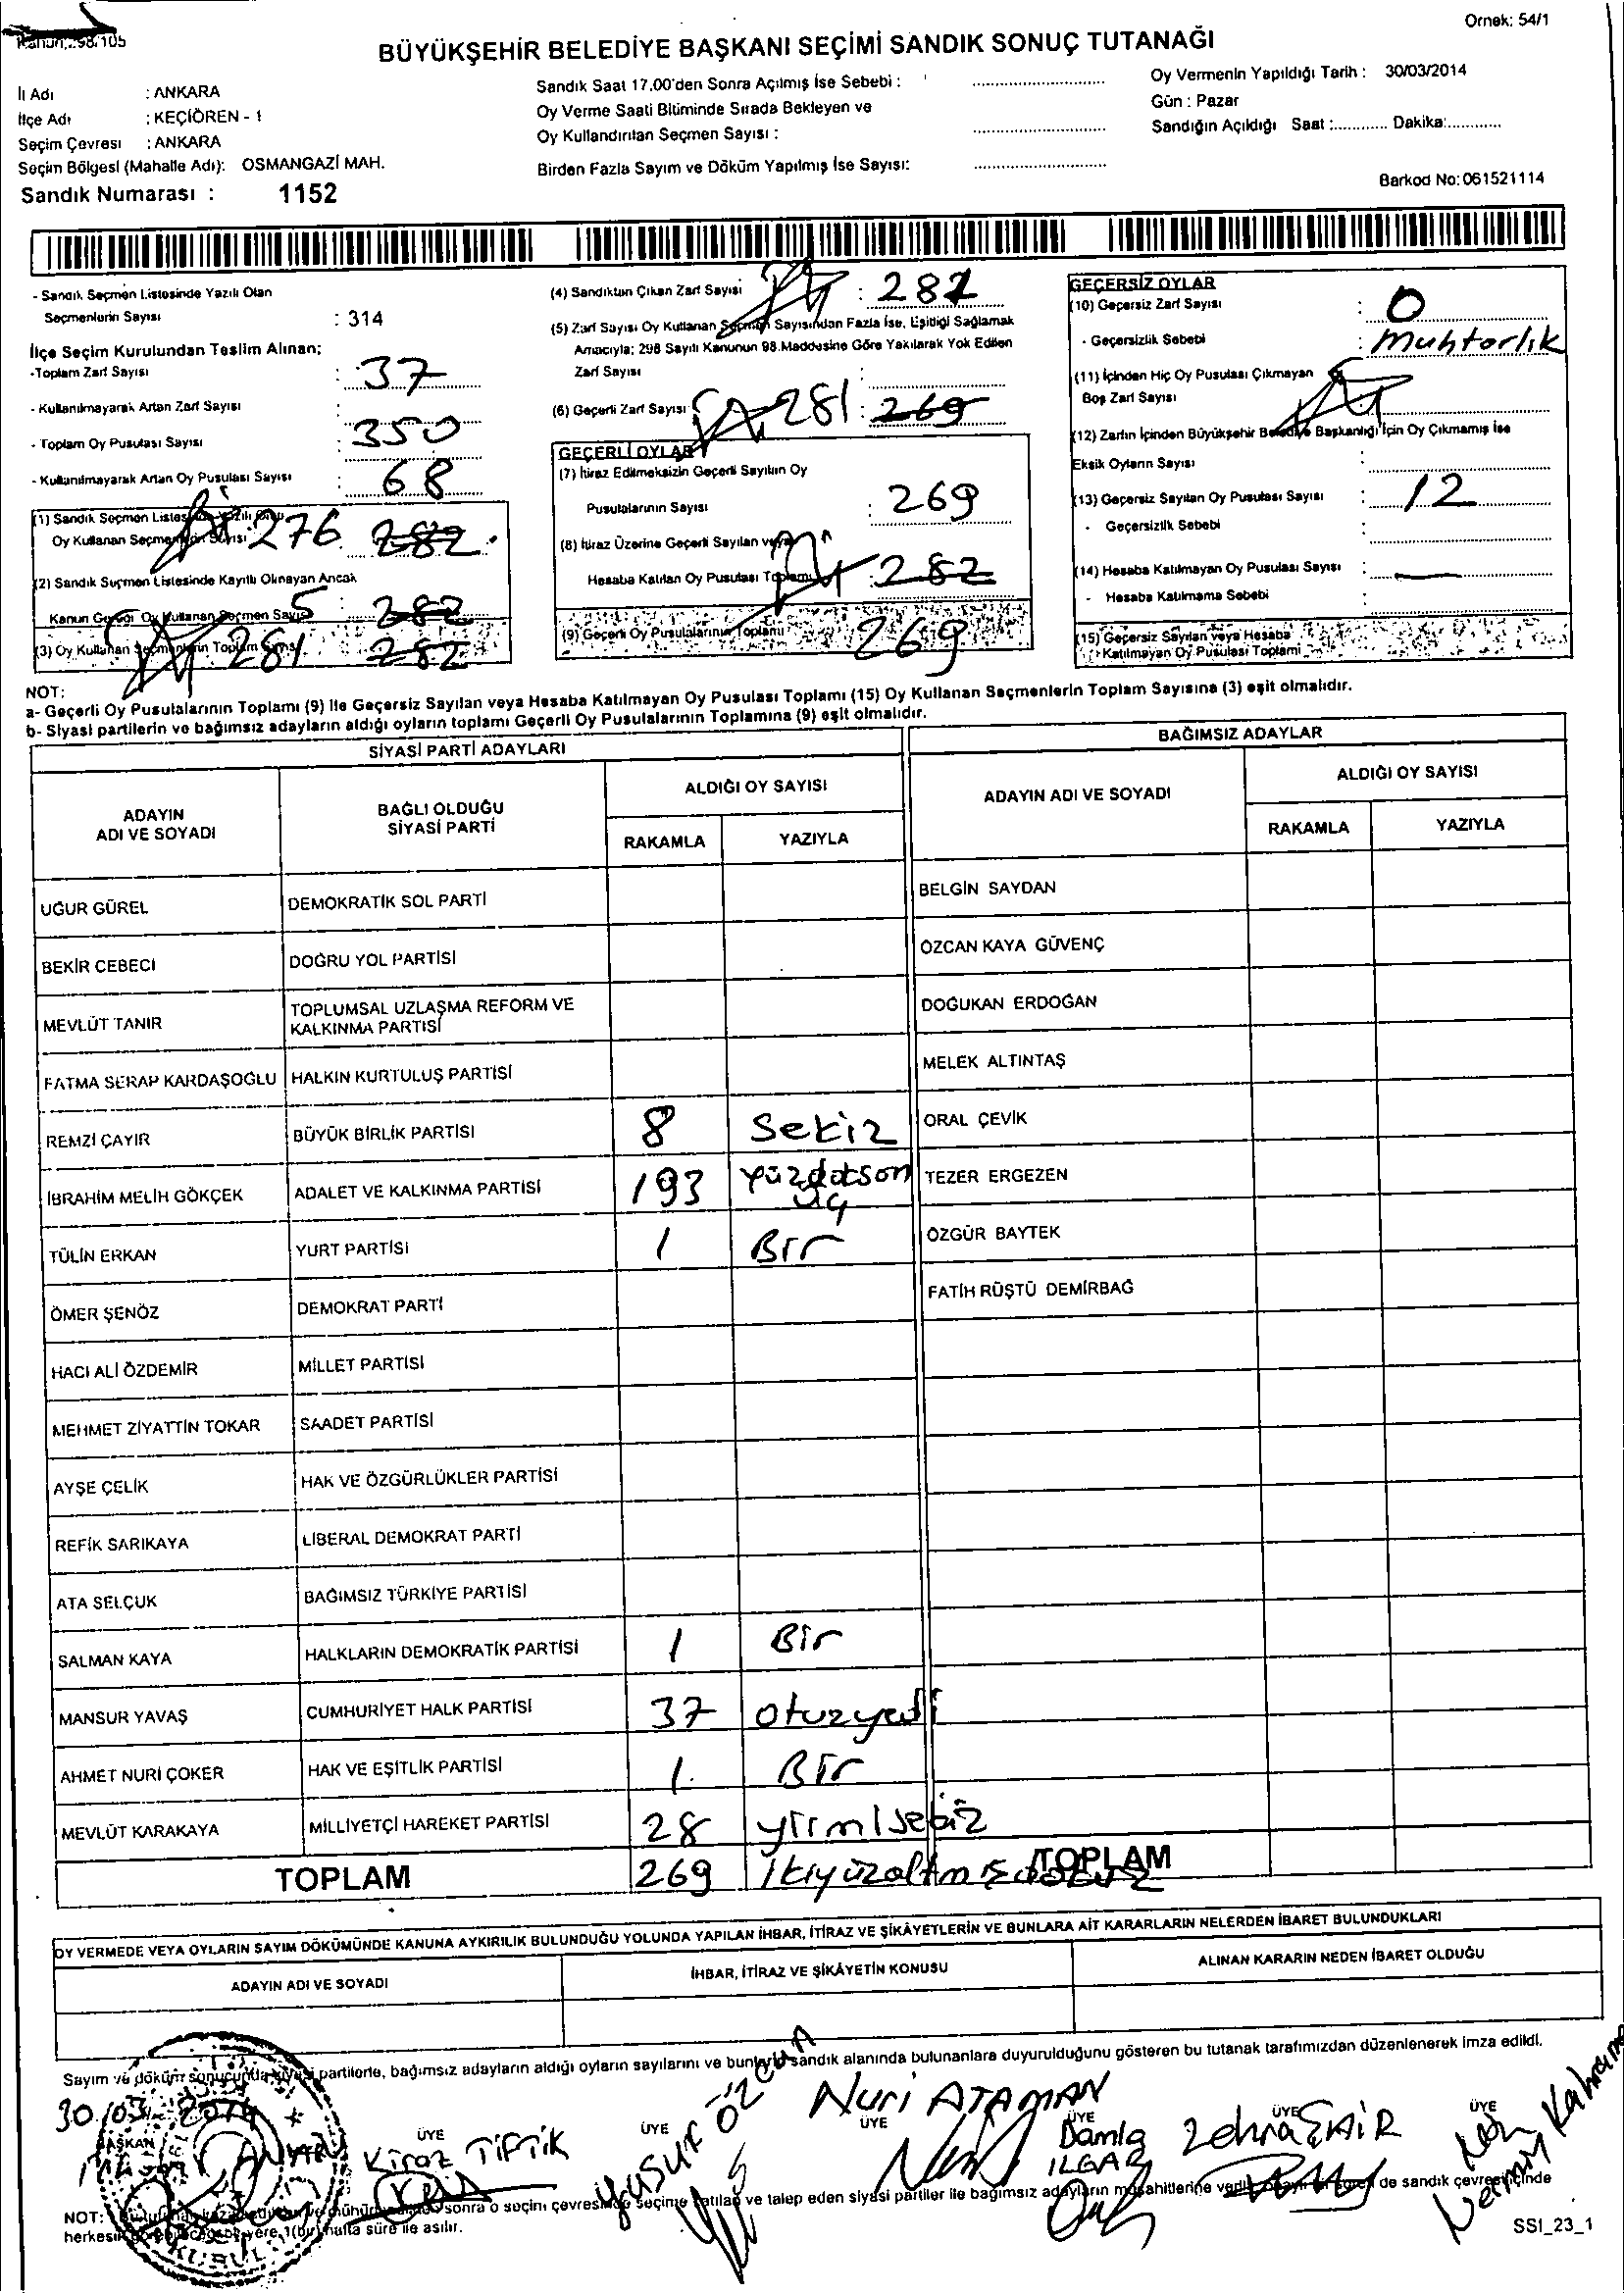 Kanun:298/105
Örnek: 54/1
BÜYÜKŞEHİR BELEDİYE BAŞKANI SEÇİMİ SANDIK SONUÇ TUTANAĞI
İl Adı : ANKARA
İlçe Adı : KEÇİÖREN - 1
Seçim Çevresi : ANKARA
Seçim Bölgesi (Mahalle Adı): OSMANGAZİ MAH.
Sandık Numarası : 1152
Sandık Saat 17.00'den Sonra Açılmış İse Sebebi :
Oy Verme Saati Bitiminde Sırada Bekleyen ve
Oy Kullandırılan Seçmen Sayısı :
Birden Fazla Sayım ve Döküm Yapılmış İse Sayısı:
Oy Vermenin Yapıldığı Tarih : 30/03/2014
Gün : Pazar
Sandığın Açıldığı Saat :............ Dakika:............
Barkod No: 061521114
- Sandık Seçmen Listesinde Yazılı Olan
Seçmenlerin Sayısı : 314
İlçe Seçim Kurulundan Teslim Alınan;
-Toplam Zarf Sayısı : 37
- Kullanılmayarak Artan Zarf Sayısı :
- Toplam Oy Pusulası Sayısı : 350
- Kullanılmayarak Artan Oy Pusulası Sayısı : 68
(1) Sandık Seçmen Listesinde Yazılı Olan
Oy Kullanan Seçmenlerin Sayısı : 276 282
(2) Sandık Seçmen Listesinde Kayıtlı Olmayan Ancak
Kanun Gereği Oy Kullanan Seçmen Sayısı 5 : 282
(3) Oy Kullanan Seçmenlerin Toplam Sayısı 281 282
(4) Sandıktan Çıkan Zarf Sayısı : 281
(5) Zarf Sayısı Oy Kullanan Seçmen Sayısından Fazla İse, Eşitliği Sağlamak
Amacıyla; 298 Sayılı Kanunun 98.Maddesine Göre Yakılarak Yok Edilen
Zarf Sayısı :
(6) Geçerli Zarf Sayısı 281 : 269
GEÇERLİ OYLAR
(7) İtiraz Edilmeksizin Geçerli Sayılan Oy
Pusulalarının Sayısı : 269
(8) İtiraz Üzerine Geçerli Sayılan veya
Hesaba Katılan Oy Pusulası Toplamı : 282
(9) Geçerli Oy Pusulalarının Toplamı : 269
GEÇERSİZ OYLAR
(10) Geçersiz Zarf Sayısı : 0
- Geçersizlik Sebebi : Muhtarlık
(11) İçinden Hiç Oy Pusulası Çıkmayan
Boş Zarf Sayısı
(12) Zarfın İçinden Büyükşehir Belediye Başkanlığı İçin Oy Çıkmamış İse
Eksik Oyların Sayısı :
(13) Geçersiz Sayılan Oy Pusulası Sayısı : 12
- Geçersizlik Sebebi :
(14) Hesaba Katılmayan Oy Pusulası Sayısı : —
- Hesaba Katılmama Sebebi :
(15) Geçersiz Sayılan veya Hesaba
Katılmayan Oy Pusulası Toplamı
NOT:
a- Geçerli Oy Pusulalarının Toplamı (9) İle Geçersiz Sayılan veya Hesaba Katılmayan Oy Pusulası Toplamı (15) Oy Kullanan Seçmenlerin Toplam Sayısına (3) eşit olmalıdır.
b- Siyasi partilerin ve bağımsız adayların aldığı oyların toplamı Geçerli Oy Pusulalarının Toplamına (9) eşit olmalıdır.
SİYASİ PARTİ ADAYLARI
BAĞIMSIZ ADAYLAR
ADAYIN ADI VE SOYADI
BAĞLI OLDUĞU SİYASİ PARTİ
ALDIĞI OY SAYISI
RAKAMLA YAZIYLA
ADAYIN ADI VE SOYADI
ALDIĞI OY SAYISI
RAKAMLA YAZIYLA
UĞUR GÜREL DEMOKRATİK SOL PARTİ BELGİN SAYDAN
BEKİR CEBECİ DOĞRU YOL PARTİSİ ÖZCAN KAYA GÜVENÇ
MEVLÜT TANIR TOPLUMSAL UZLAŞMA REFORM VE KALKINMA PARTİSİ DOĞUKAN ERDOĞAN
FATMA SERAP KARDAŞOĞLU HALKIN KURTULUŞ PARTİSİ MELEK ALTINTAŞ
REMZİ ÇAYIR BÜYÜK BİRLİK PARTİSİ 8 Sekiz ORAL ÇEVİK
İBRAHİM MELİH GÖKÇEK ADALET VE KALKINMA PARTİSİ 193 yüzdotson üç TEZER ERGEZEN
TÜLİN ERKAN YURT PARTİSİ 1 Bir ÖZGÜR BAYTEK
ÖMER ŞENÖZ DEMOKRAT PARTİ FATİH RÜŞTÜ DEMİRBAĞ
HACI ALİ ÖZDEMİR MİLLET PARTİSİ
MEHMET ZİYATTİN TOKAR SAADET PARTİSİ
AYŞE ÇELİK HAK VE ÖZGÜRLÜKLER PARTİSİ
REFİK SARIKAYA LİBERAL DEMOKRAT PARTİ
ATA SELÇUK BAĞIMSIZ TÜRKİYE PARTİSİ
SALMAN KAYA HALKLARIN DEMOKRATİK PARTİSİ 1 Bir
MANSUR YAVAŞ CUMHURİYET HALK PARTİSİ 37 otuzyedi
AHMET NURİ ÇOKER HAK VE EŞİTLİK PARTİSİ 1 Bir
MEVLÜT KARAKAYA MİLLİYETÇİ HAREKET PARTİSİ 28 yirmisekiz
TOPLAM 269 ikiyüzaltmışdokuz TOPLAM
OY VERMEDE VEYA OYLARIN SAYIM DÖKÜMÜNDE KANUNA AYKIRILIK BULUNDUĞU YOLUNDA YAPILAN İHBAR, İTİRAZ VE ŞİKÂYETLERİN VE BUNLARA AİT KARARLARIN NELERDEN İBARET BULUNDUKLARI
ADAYIN ADI VE SOYADI İHBAR, İTİRAZ VE ŞİKÂYETİN KONUSU ALINAN KARARIN NEDEN İBARET OLDUĞU
Sayım ve döküm sonucunda siyasi partilerle, bağımsız adayların aldığı oyların sayılarını ve bunların sandık alanında bulunanlara duyurulduğunu gösteren bu tutanak tarafımızdan düzenlenerek imza edildi.
30/03/2014
BAŞKAN ÜYE ÜYE ÜYE ÜYE ÜYE ÜYE
Kiraz TİFTİK
Yusuf ÖZCAN
Nuri ATAMAN
Damla ILGAR
Zehra
NOT: sonra o seçim çevresinde seçime katılan ve talep eden siyasi partiler ile bağımsız adayların müşahitlerine de sandık çevresi içinde
herkesin yere, 1(bir) hafta süre ile asılır.
SSI_23_1